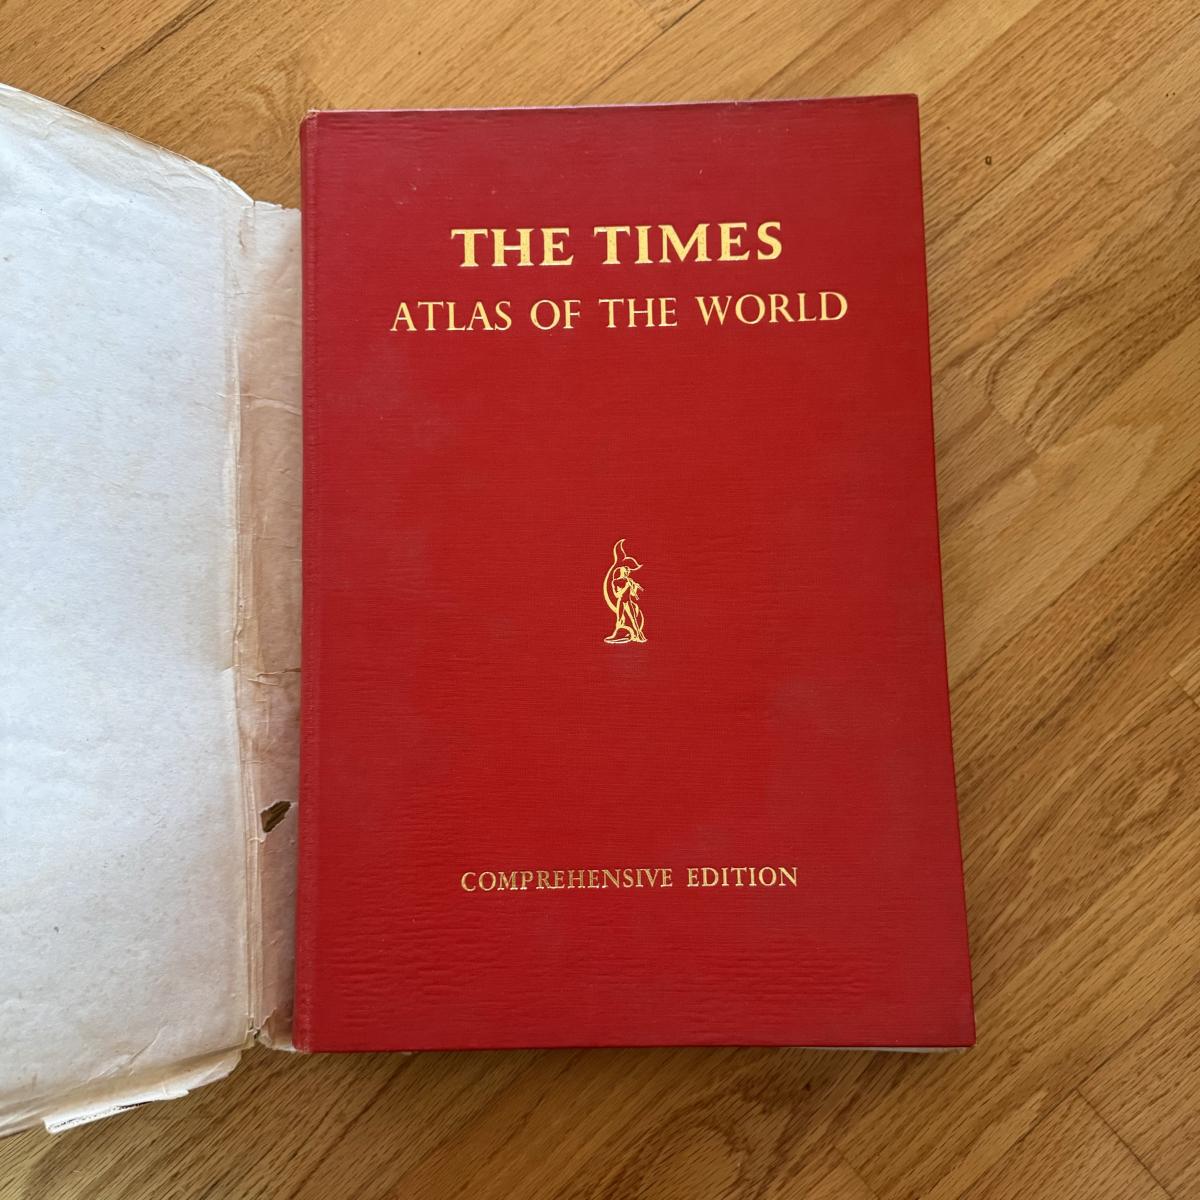 THE TIMES
ATLAS OF THE WORLD
COMPREHENSIVE EDITION